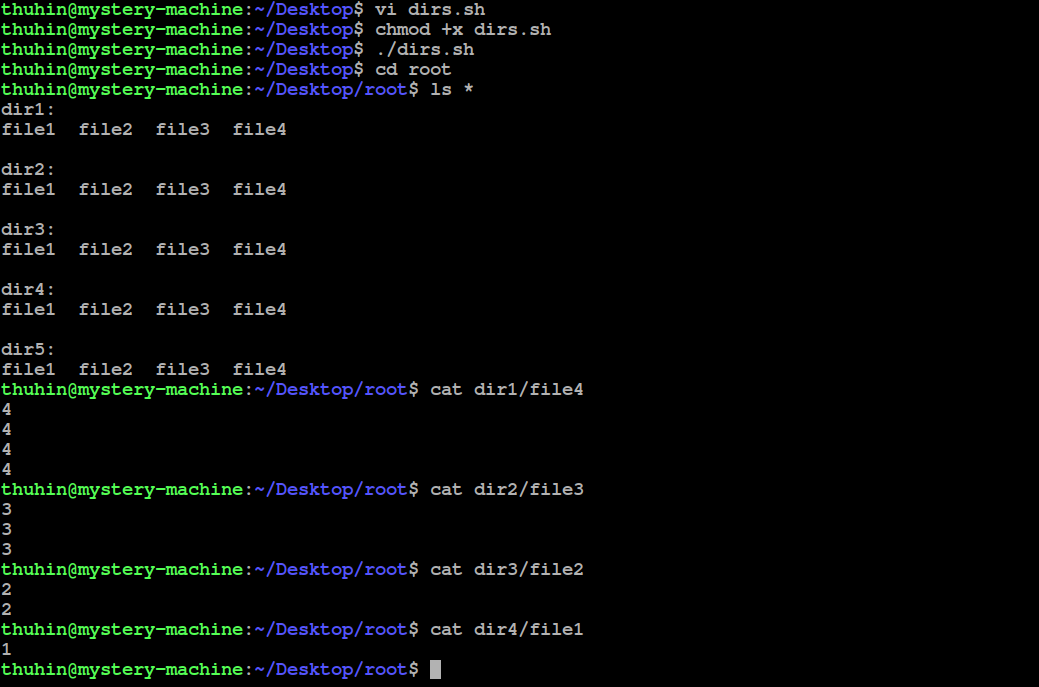 thuhin@mystery-machine:~/Desktop$ vi dirs.sh
thuhin@mystery-machine:~/Desktop$ chmod +x dirs.sh
thuhin@mystery-machine:~/Desktop$ ./dirs.sh
thuhin@mystery-machine:~/Desktop$ cd root
thuhin@mystery-machine:~/Desktop/root$ ls *
dir1:
file1  file2  file3  file4

dir2:
file1  file2  file3  file4

dir3:
file1  file2  file3  file4

dir4:
file1  file2  file3  file4

dir5:
file1  file2  file3  file4
thuhin@mystery-machine:~/Desktop/root$ cat dir1/file4
4
4
4
4
thuhin@mystery-machine:~/Desktop/root$ cat dir2/file3
3
3
3
thuhin@mystery-machine:~/Desktop/root$ cat dir3/file2
2
2
thuhin@mystery-machine:~/Desktop/root$ cat dir4/file1
1
thuhin@mystery-machine:~/Desktop/root$